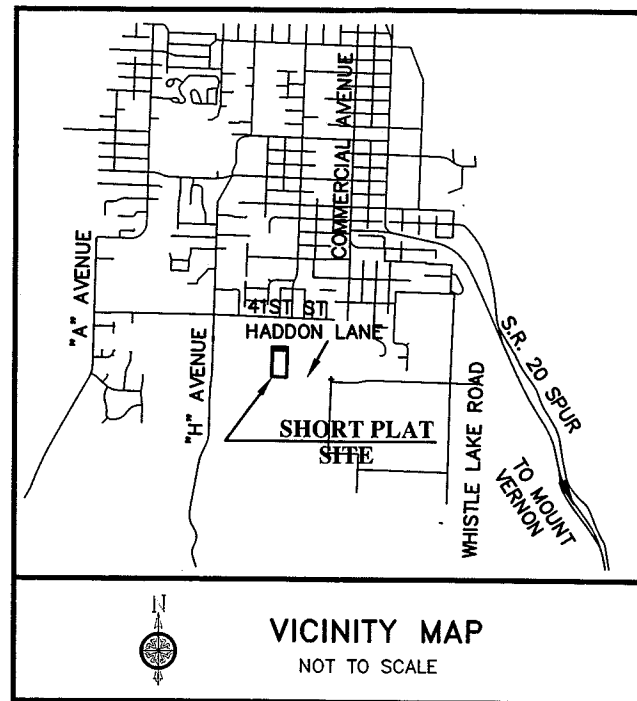 COMMERCIAL AVENUE
"A" AVENUE
"H" AVENUE
41ST ST
HADDON LANE
SHORT PLAT
SITE
WHISTLE LAKE ROAD
S.R. 20 SPUR
TO MOUNT
VERNON
N
VICINITY MAP
NOT TO SCALE